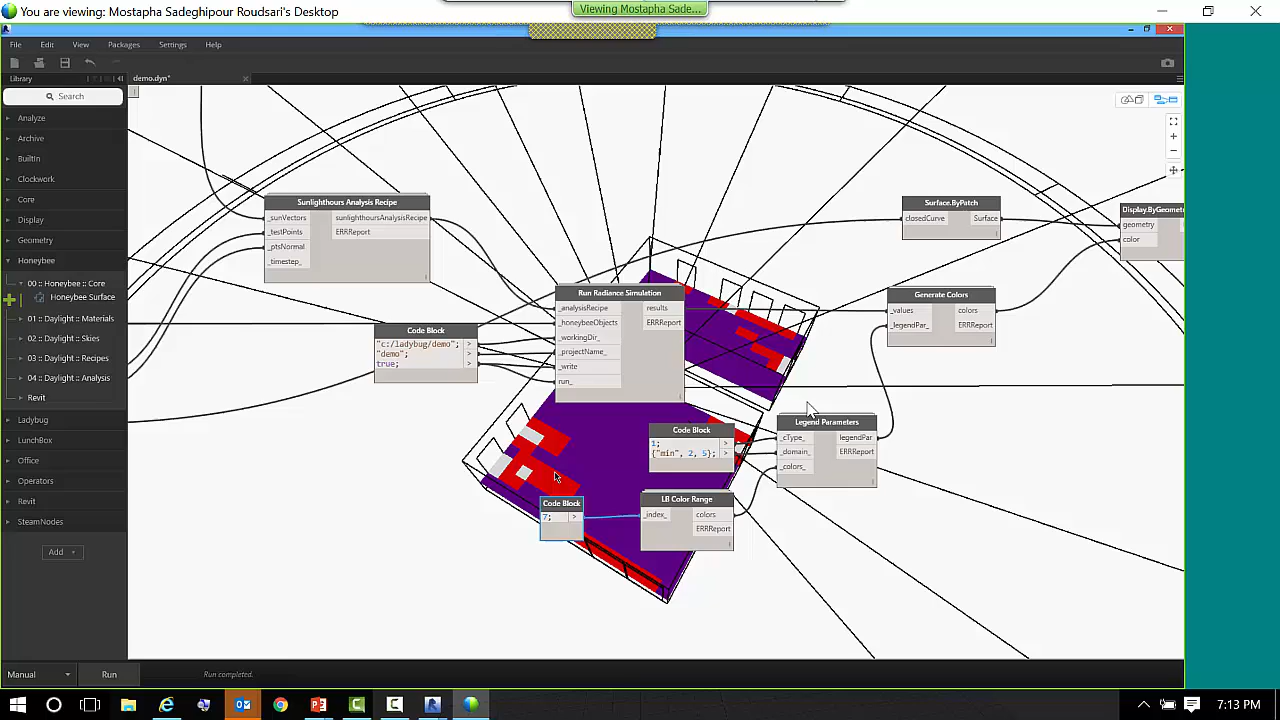 You are viewing: Mostapha Sadeghipour Roudsari's Desktop
Viewing Mostapha Sade...
File Edit View Packages Settings Help
Library
demo.dyn*
Search
Analyze
Archive
BuiltIn
Clockwork
Core
Display
Geometry
Honeybee
00 :: Honeybee :: Core
Honeybee Surface
01 :: Daylight :: Materials
02 :: Daylight :: Skies
03 :: Daylight :: Recipes
04 :: Daylight :: Analysis
Revit
Ladybug
LunchBox
Office
Operators
Revit
SteamNodes
Add
Sunlighthours Analysis Recipe
_sunVectors sunlighthoursAnalysisRecipe
_testPoints ERRReport
_ptsNormal
_timestep_
Code Block
"c:/ladybug/demo"; >
"demo"; >
true; >
Run Radiance Simulation
_analysisRecipe results
_honeybeeObjects ERRReport
_workingDir_
_projectName_
_write
run_
Surface.ByPatch
closedCurve Surface
Display.ByGeomet
geometry
color
Generate Colors
_values colors
_legendPar_ ERRReport
Code Block
1; >
{"min", 2, 5}; >
Legend Parameters
_cType_ legendPar
_domain_ ERRReport
_colors_
Code Block
7; >
LB Color Range
_index_ colors
ERRReport
Manual
Run
Run completed.
7:13 PM